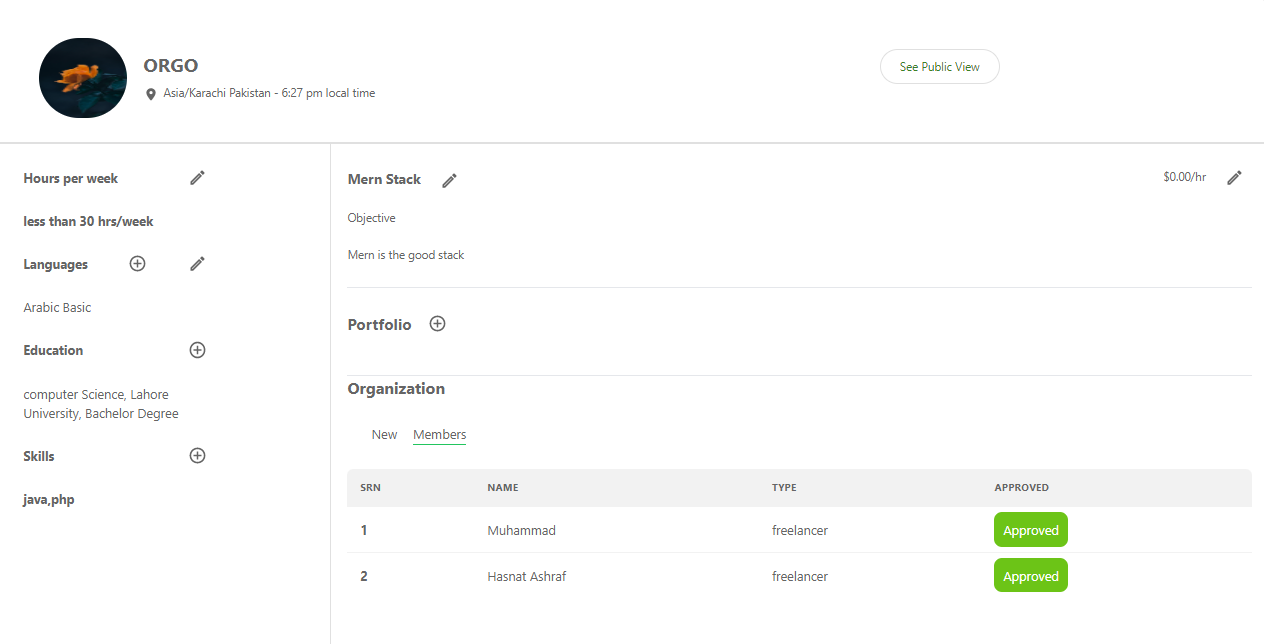 ORGO
Asia/Karachi Pakistan - 6:27 pm local time
See Public View
Hours per week
less than 30 hrs/week
Languages
Arabic Basic
Education
computer Science, Lahore
University, Bachelor Degree
Skills
java,php
Mern Stack
$0.00/hr
Objective
Mern is the good stack
Portfolio
Organization
New Members
SRN NAME TYPE APPROVED
1 Muhammad freelancer Approved
2 Hasnat Ashraf freelancer Approved